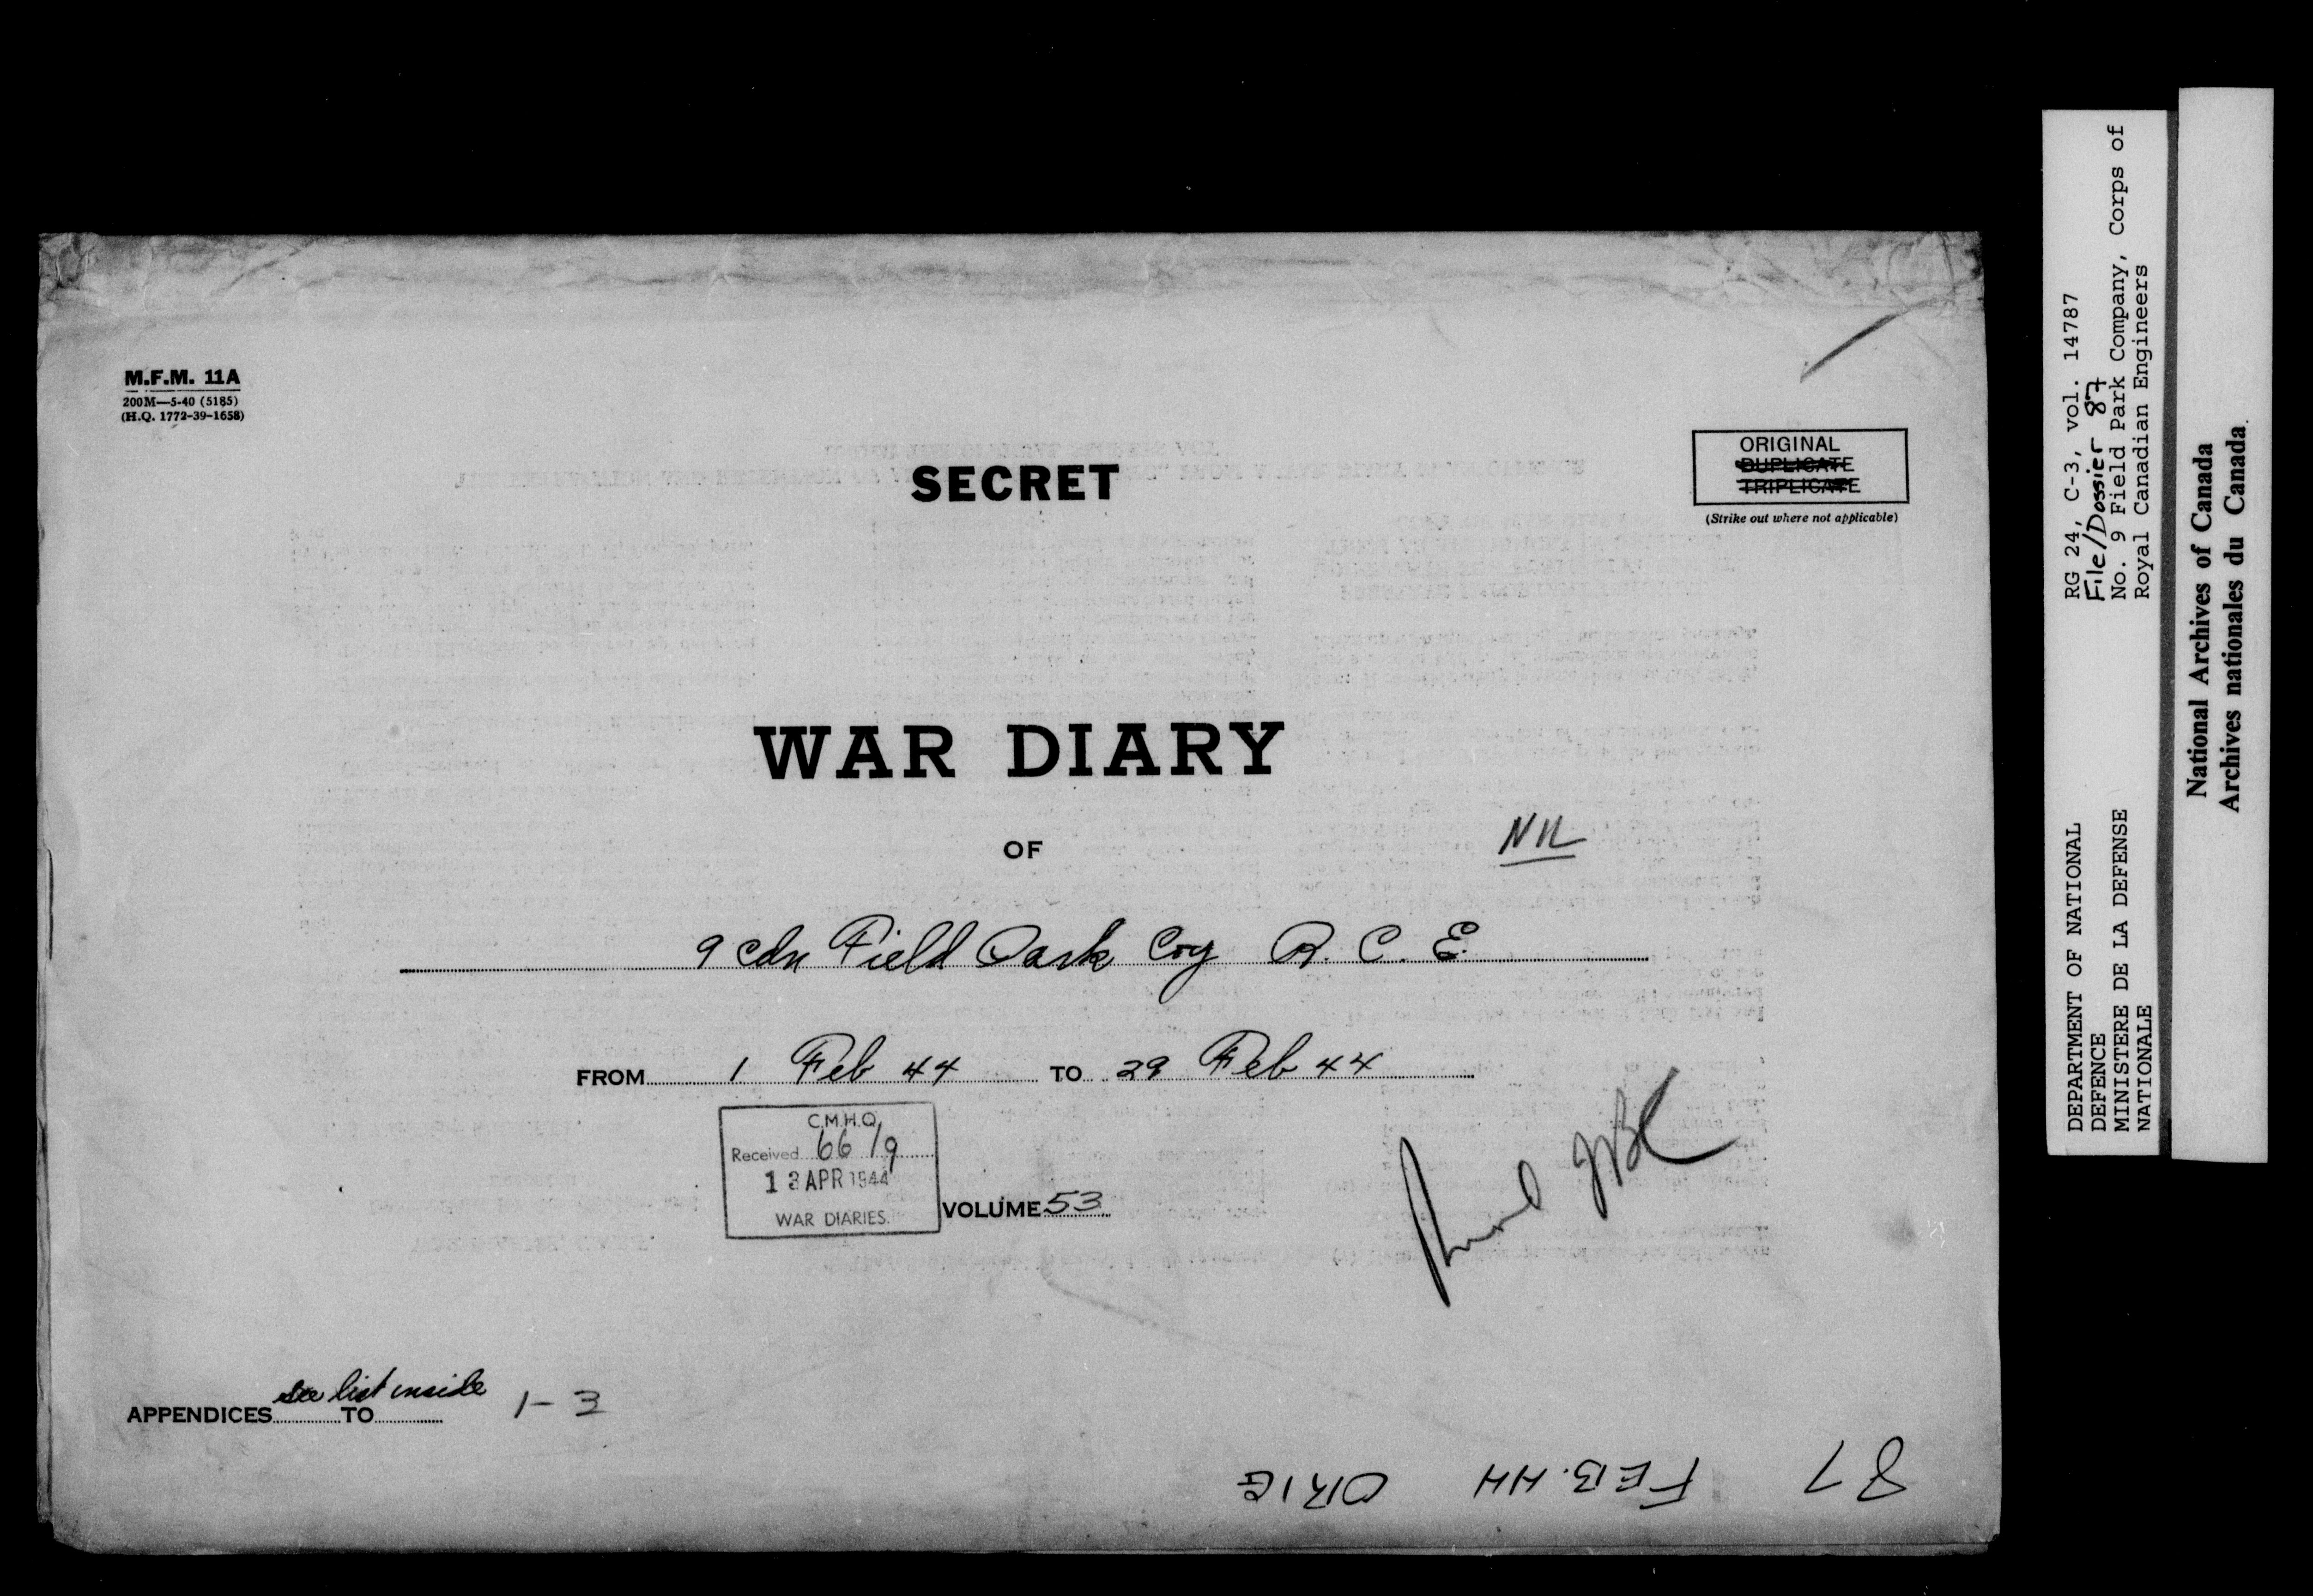 M.F.M. 11A
200M—5-40 (5185)
(H.Q. 1772-39-1658)
SECRET
ORIGINAL
DUPLICATE
TRIPLICATE
(Strike out where not applicable)
WAR DIARY
OF
NIL
9 Cdn Field Park Coy R. C. E.
FROM 1 Feb 44 TO 29 Feb 44
C.M.H.Q.
Received 66/9
13 APR 1944
WAR DIARIES.
VOLUME 53
APPENDICES see list inside TO 1-3
87 FEB. 44 ORIG
RG 24, C-3, vol. 14787
File/Dossier 87
No. 9 Field Park Company, Corps of
Royal Canadian Engineers
DEPARTMENT OF NATIONAL
DEFENCE
MINISTERE DE LA DEFENSE
NATIONALE
National Archives of Canada
Archives nationales du Canada